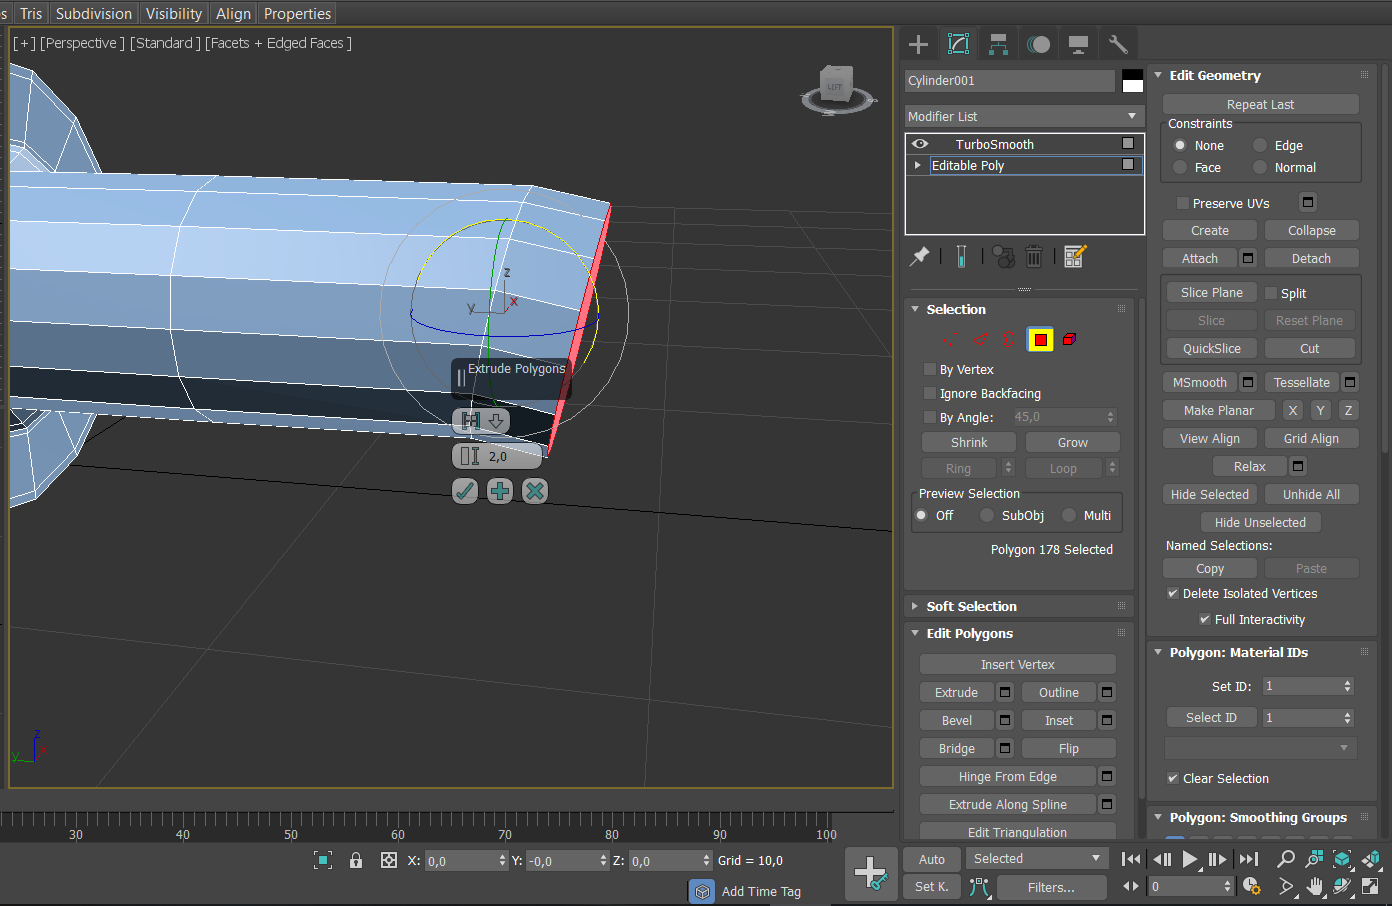 s Tris Subdivision Visibility Align Properties
[+] [Perspective ] [Standard ] [Facets + Edged Faces ]
LEFT
z
y x
Extrude Polygons
2,0
z
y x
Cylinder001
Modifier List
TurboSmooth
Editable Poly
Selection
By Vertex
Ignore Backfacing
By Angle: 45,0
Shrink Grow
Ring Loop
Preview Selection
Off SubObj Multi
Polygon 178 Selected
Soft Selection
Edit Polygons
Insert Vertex
Extrude Outline
Bevel Inset
Bridge Flip
Hinge From Edge
Extrude Along Spline
Edit Triangulation
Edit Geometry
Repeat Last
Constraints
None Edge
Face Normal
Preserve UVs
Create Collapse
Attach Detach
Slice Plane Split
Slice Reset Plane
QuickSlice Cut
MSmooth Tessellate
Make Planar X Y Z
View Align Grid Align
Relax
Hide Selected Unhide All
Hide Unselected
Named Selections:
Copy Paste
Delete Isolated Vertices
Full Interactivity
Polygon: Material IDs
Set ID: 1
Select ID 1
Clear Selection
Polygon: Smoothing Groups
30 40 50 60 70 80 90 100
X: 0,0 Y: -0,0 Z: 0,0 Grid = 10,0
Add Time Tag
Auto Selected
Set K. Filters...
0